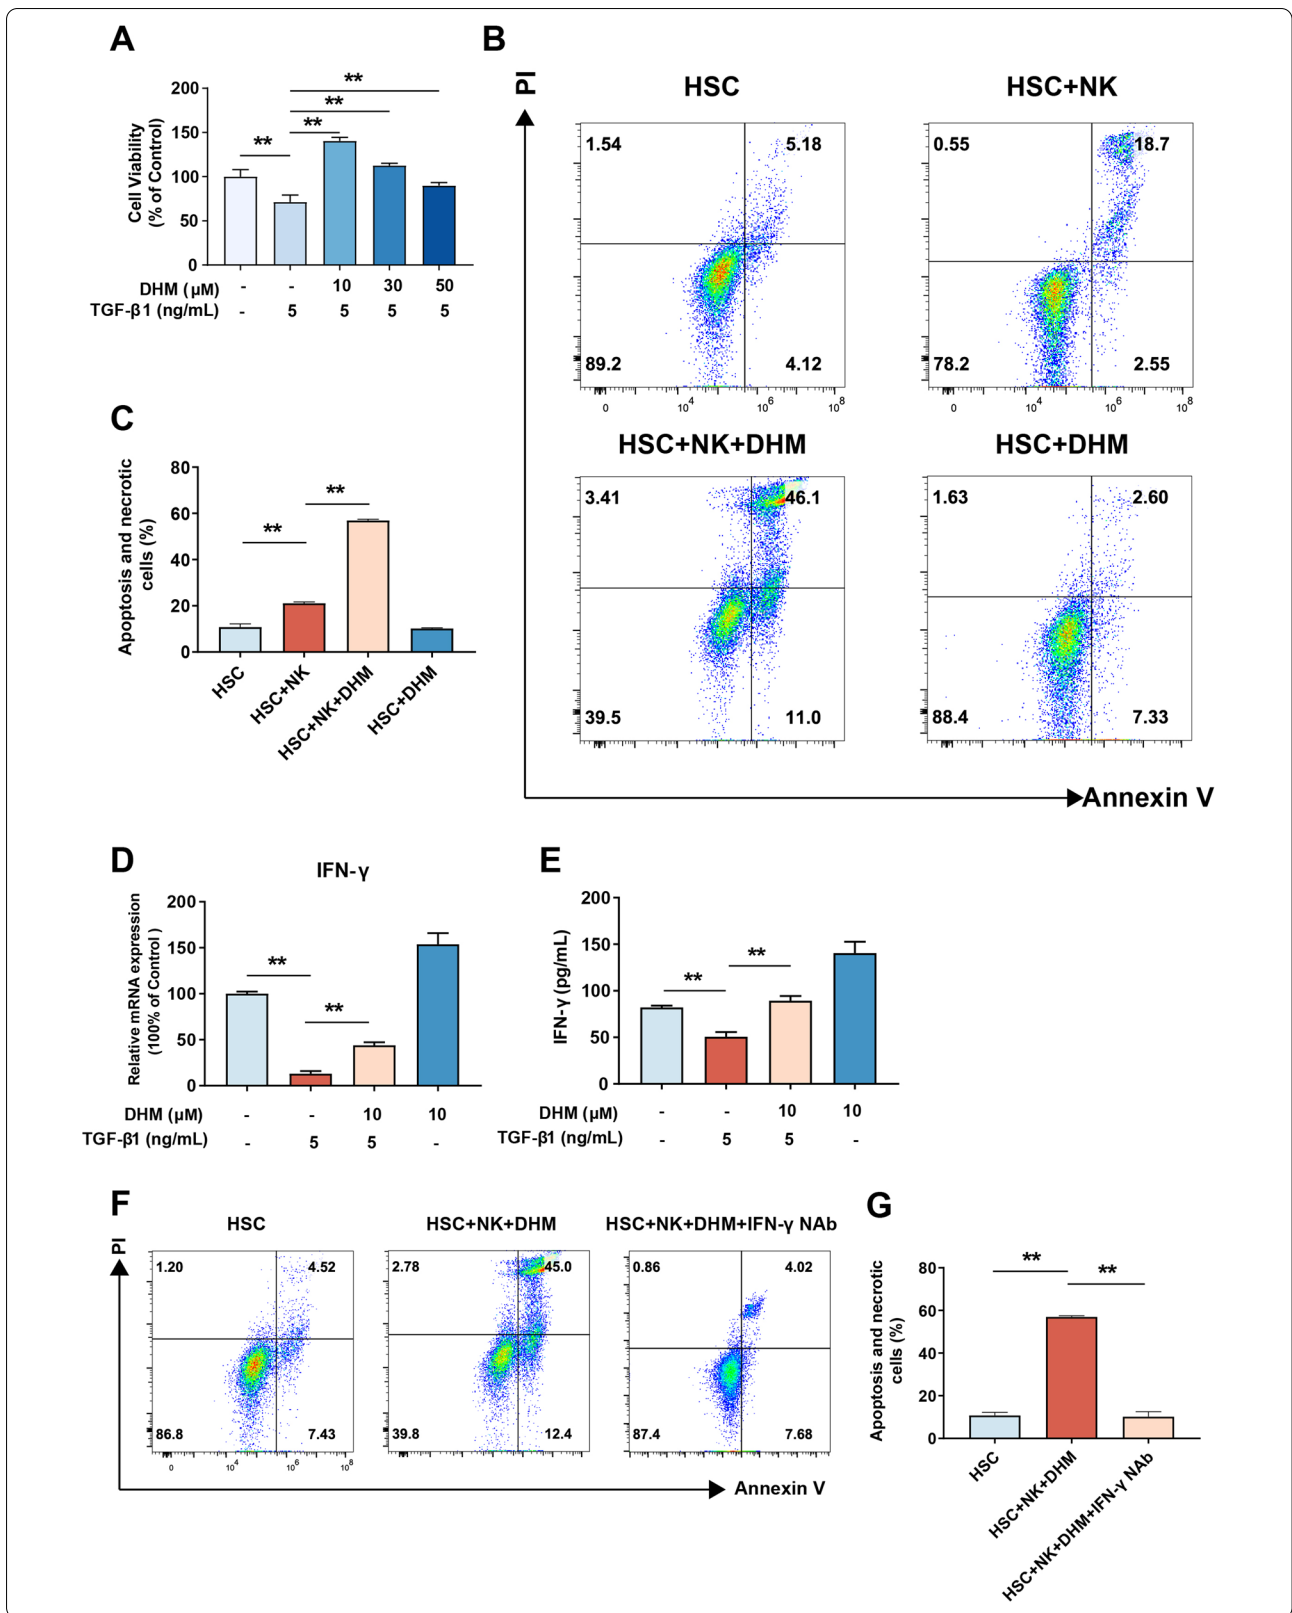 A
200
150
100
50
0
Cell Viability
(% of Control)
**
**
**
**
DHM (μM) - - 10 30 50
TGF-β1 (ng/mL) - 5 5 5 5
B
PI
HSC
1.54 5.18
89.2 4.12
0 10^4 10^6 10^8
HSC+NK
0.55 18.7
78.2 2.55
0 10^4 10^6 10^8
HSC+NK+DHM
3.41 46.1
39.5 11.0
HSC+DHM
1.63 2.60
88.4 7.33
Annexin V
C
Apoptosis and necrotic
cells (%)
80
60
40
20
0
**
**
HSC
HSC+NK
HSC+NK+DHM
HSC+DHM
D
IFN-γ
Relative mRNA expression
(100% of Control )
200
150
100
50
0
**
**
DHM (μM) - - 10 10
TGF-β1 (ng/mL) - 5 5 -
E
IFN-γ (pg/mL)
200
150
100
50
0
**
**
DHM (μM) - - 10 10
TGF-β1 (ng/mL) - 5 5 -
F
PI
HSC
1.20 4.52
86.8 7.43
0 10^4 10^6 10^8
HSC+NK+DHM
2.78 45.0
39.8 12.4
HSC+NK+DHM+IFN-γ NAb
0.86 4.02
87.4 7.68
Annexin V
G
Apoptosis and necrotic
cells (%)
80
60
40
20
0
**
**
HSC
HSC+NK+DHM
HSC+NK+DHM+IFN-γ NAb